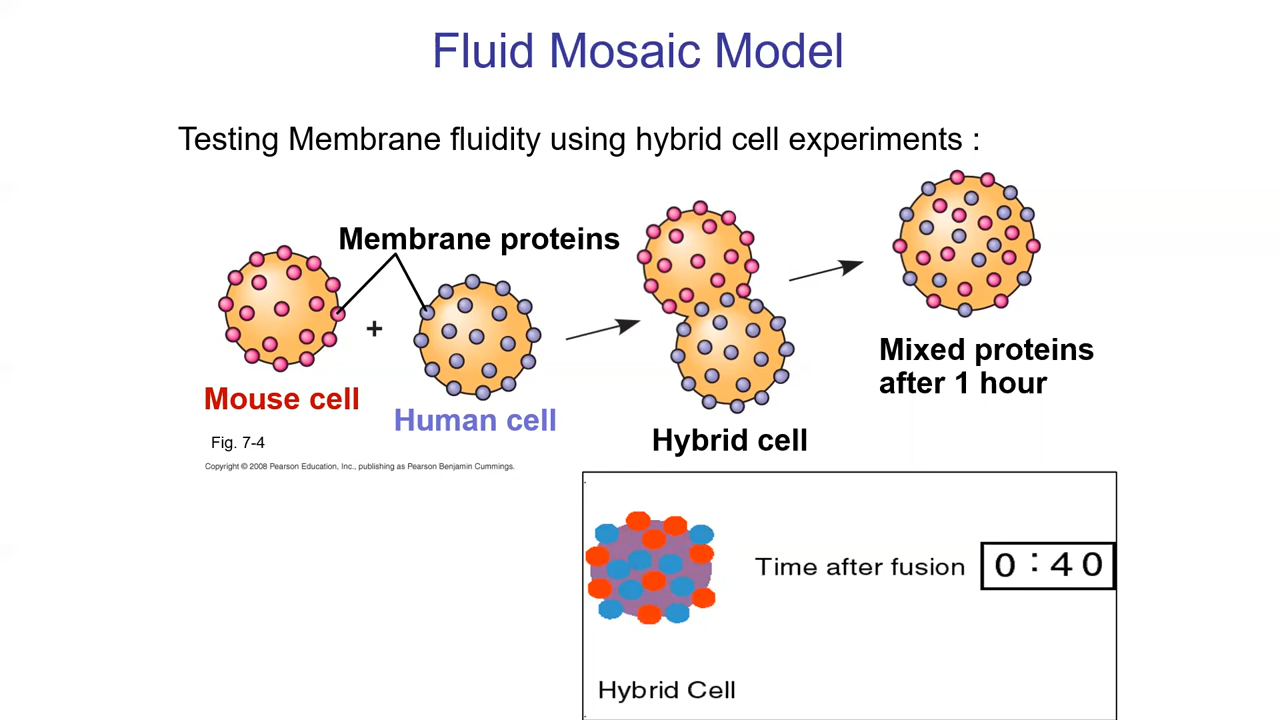 Fluid Mosaic Model
Testing Membrane fluidity using hybrid cell experiments :
Membrane proteins
+
Mouse cell
Human cell
Hybrid cell
Mixed proteins
after 1 hour
Fig. 7-4
Copyright © 2008 Pearson Education, Inc., publishing as Pearson Benjamin Cummings.
Time after fusion 0 : 40
Hybrid Cell